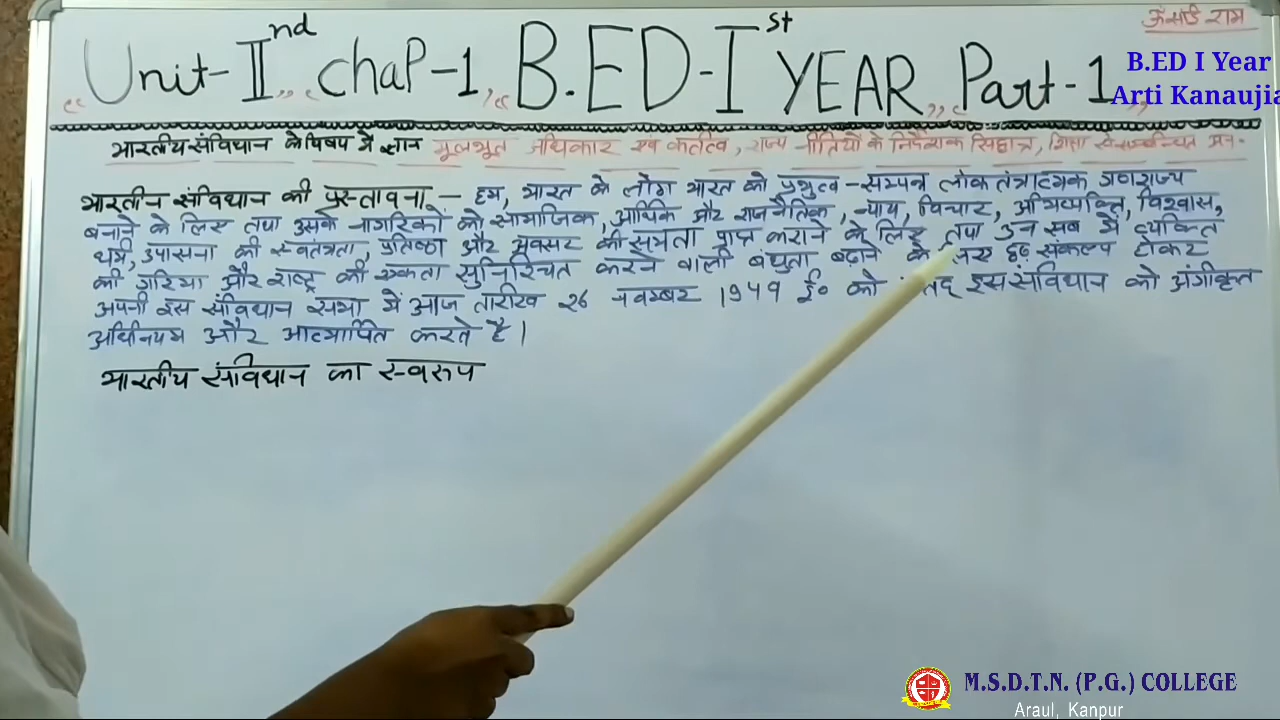 राम
Unit-IInd, "chaP-1, "B.ED-Ist YEAR", Part-1
B.ED I Year
Arti Kanaujia
भारतीय संविधान के विषय में ज्ञान मूलभूत अधिकार एवं कर्तव्य, राज्य नीतियों के निर्देशक सिद्धान्त, शिक्षा से सम्बन्धित प्रा.
भारतीय संविधान की प्रस्तावना – हम, भारत के लोग भारत को प्रभुत्व-सम्पन्न लोकतंत्रात्मक गणराज्य
बनाने के लिए तथा उसके नागरिकों को सामाजिक, आर्थिक और राजनैतिक, न्याय, विचार, अभिव्यक्ति, विश्वास,
धर्म, उपासना की स्वतंत्रता, प्रतिष्ठा और अवसर की समता प्राप्त कराने के लिए तथा उन सब में व्यक्ति
की गरिमा और राष्ट्र की एकता सुनिश्चित करने वाली बंधुता बढ़ाने के लिए दृढ़ संकल्प होकर
अपनी इस संविधान सभा में आज तारीख 26 नवम्बर 1949 ई० को इस संविधान को अंगीकृत
अधिनियम और आत्मार्पित करते है।
भारतीय संविधान का स्वरूप
M.S.D.T.N. (P.G.) COLLEGE
Araul, Kanpur